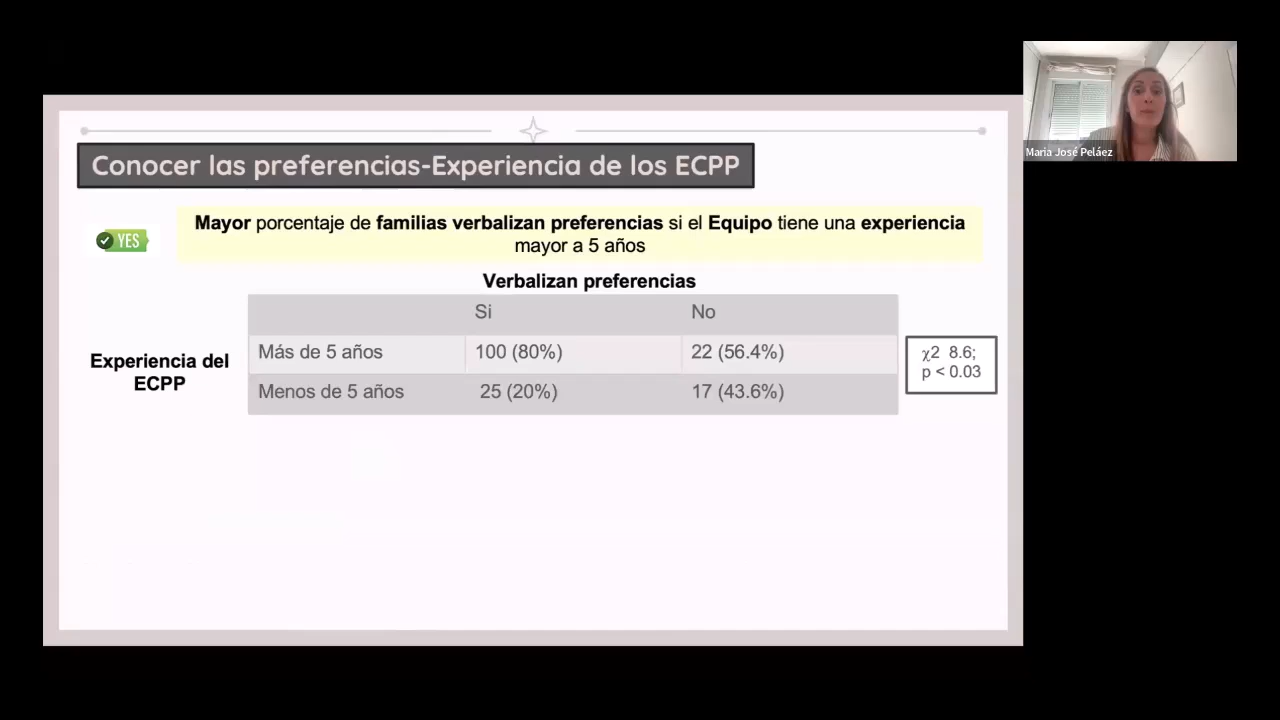 Maria José Peláez
Conocer las preferencias-Experiencia de los ECPP
YES
Mayor porcentaje de familias verbalizan preferencias si el Equipo tiene una experiencia
mayor a 5 años
Verbalizan preferencias
Si No
Experiencia del
ECPP
Más de 5 años 100 (80%) 22 (56.4%)
Menos de 5 años 25 (20%) 17 (43.6%)
χ2 8.6;
p < 0.03